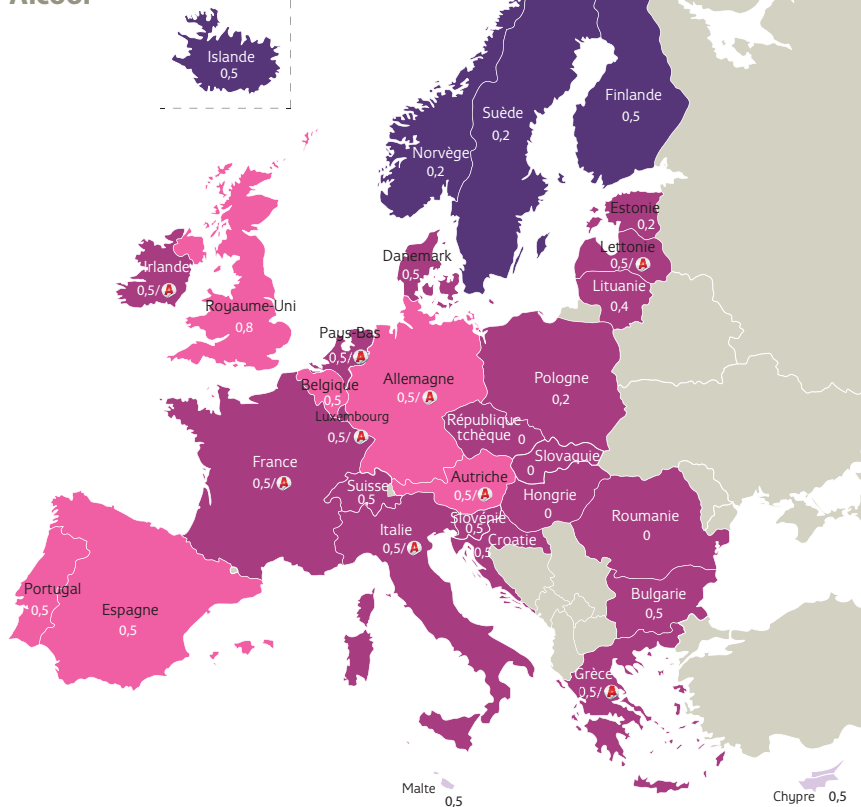 Alcool
Islande
0,5
Finlande
0,5
Suède
0,2
Norvège
0,2
Estonie
0,2
Lettonie
0,5/ A
Lituanie
0,4
Danemark
0,5
Irlande
0,5/ A
Royaume-Uni
0,8
Pays-Bas
0,5/ A
Belgique
0,5
Allemagne
0,5/ A
Pologne
0,2
Luxembourg
0,5/ A
République
tchèque 0
Slovaquie
0
France
0,5/ A
Suisse
0,5
Autriche
0,5/ A
Hongrie
0
Roumanie
0
Slovénie
0,5
Croatie
0,5
Italie
0,5/ A
Bulgarie
0,5
Portugal
0,5
Espagne
0,5
Grèce
0,5/ A
Malte
0,5
Chypre 0,5